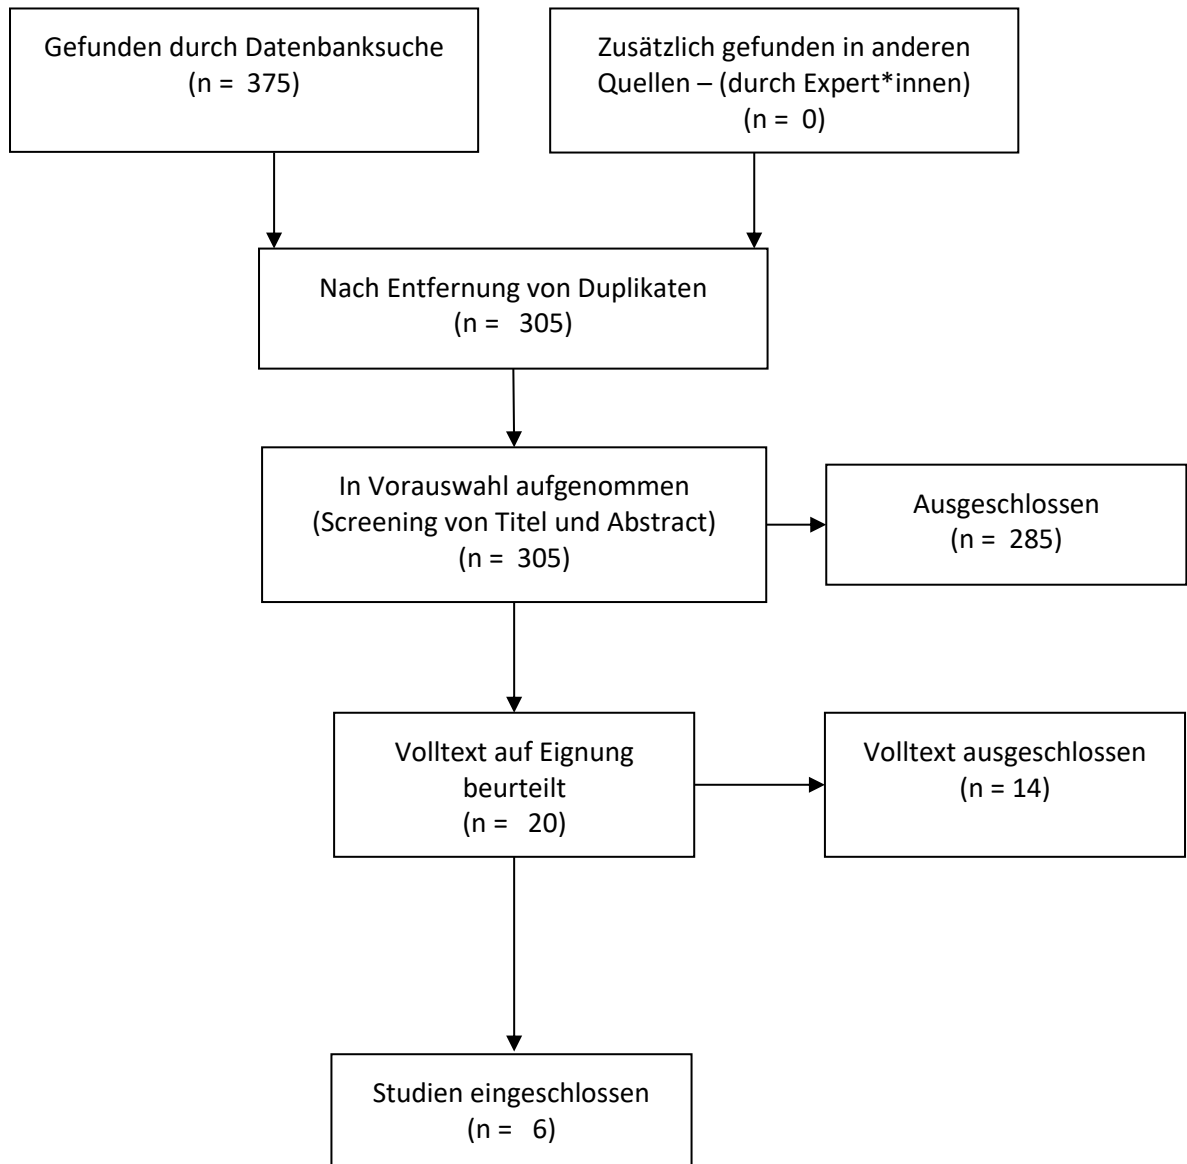 Gefunden durch Datenbanksuche
(n = 375)
Zusätzlich gefunden in anderen
Quellen – (durch Expert*innen)
(n = 0)
Nach Entfernung von Duplikaten
(n = 305)
In Vorauswahl aufgenommen
(Screening von Titel und Abstract)
(n = 305)
Ausgeschlossen
(n = 285)
Volltext auf Eignung
beurteilt
(n = 20)
Volltext ausgeschlossen
(n = 14)
Studien eingeschlossen
(n = 6)